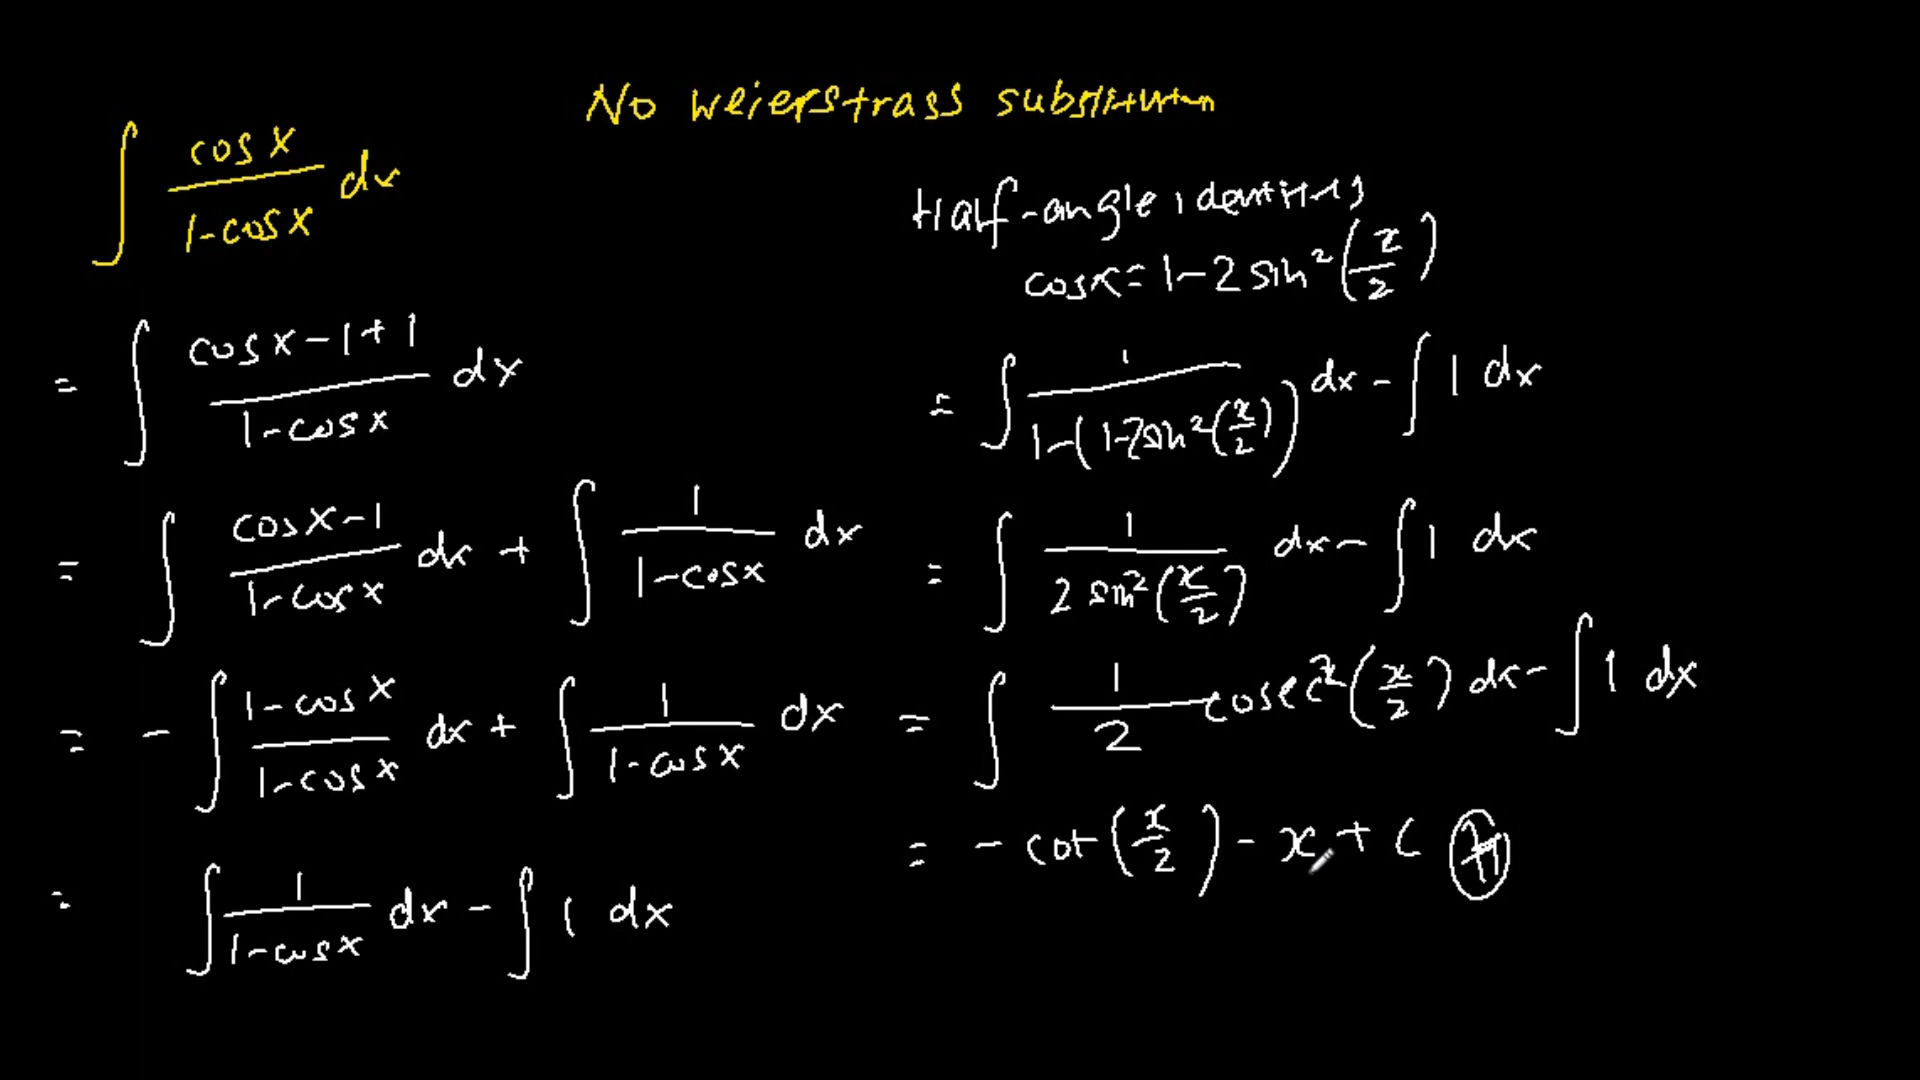 No weierstrass substitution
∫ cos x / 1-cos x dx
= ∫ cos x - 1 + 1 / 1-cos x dx
= ∫ cos x - 1 / 1-cos x dx + ∫ 1 / 1-cos x dx
= - ∫ 1-cos x / 1-cos x dx + ∫ 1 / 1-cos x dx
= ∫ 1 / 1-cos x dx - ∫ 1 dx
Half-angle identities
cos x = 1 - 2 sin² (x/2)
= ∫ 1 / 1-(1-2 sin² (x/2)) dx - ∫ 1 dx
= ∫ 1 / 2 sin² (x/2) dx - ∫ 1 dx
= ∫ 1/2 cosec² (x/2) dx - ∫ 1 dx
= - cot (x/2) - x + C